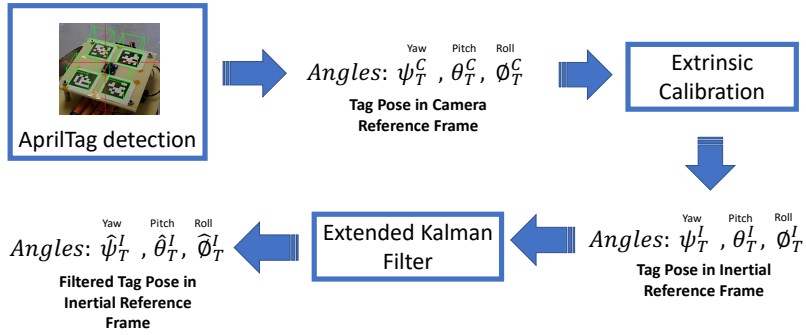 AprilTag detection
Yaw Pitch Roll
Angles: ψ_T^C , θ_T^C, ∅_T^C
Tag Pose in Camera
Reference Frame
Extrinsic
Calibration
Yaw Pitch Roll
Angles: ψ_T^I , θ_T^I, ∅_T^I
Tag Pose in Inertial
Reference Frame
Extended Kalman
Filter
Yaw Pitch Roll
Angles: ψ̂_T^I , θ̂_T^I, ∅̂_T^I
Filtered Tag Pose in
Inertial Reference
Frame